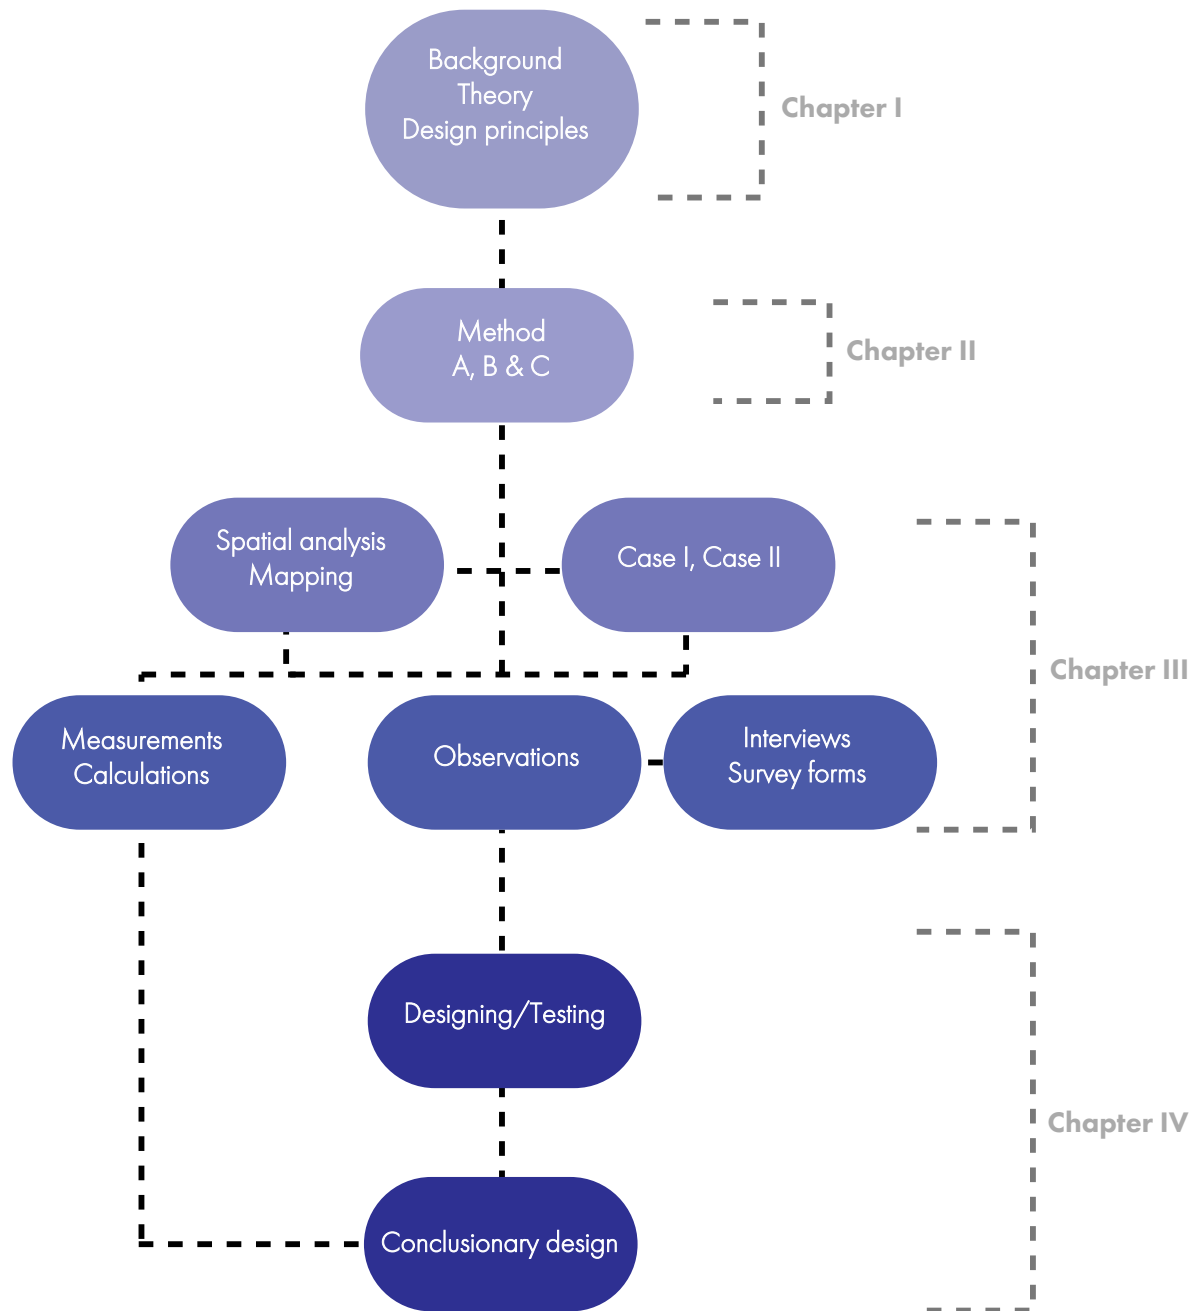 Background
Theory
Design principles
Chapter I
Method
A, B & C
Chapter II
Spatial analysis
Mapping
Case I, Case II
Chapter III
Measurements
Calculations
Observations
Interviews
Survey forms
Designing/Testing
Chapter IV
Conclusionary design